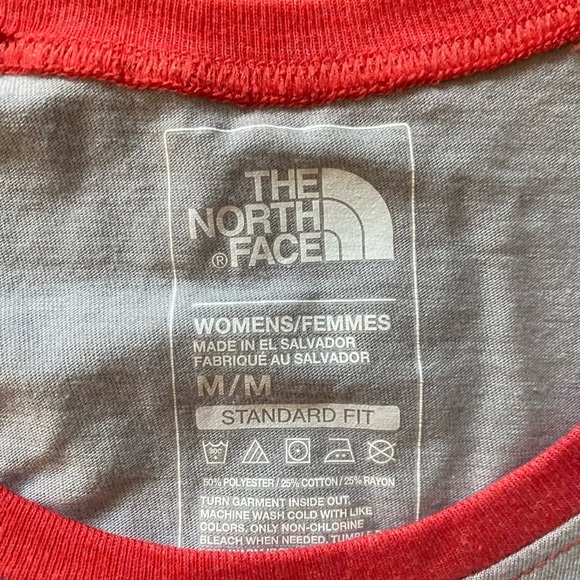 THE
NORTH
® FACE
WOMENS/FEMMES
MADE IN EL SALVADOR
FABRIQUÉ AU SALVADOR
M/M
STANDARD FIT
50% POLYESTER / 25% COTTON / 25% RAYON
TURN GARMENT INSIDE OUT.
MACHINE WASH COLD WITH LIKE
COLORS, ONLY NON-CHLORINE
BLEACH WHEN NEEDED. TUMBLE